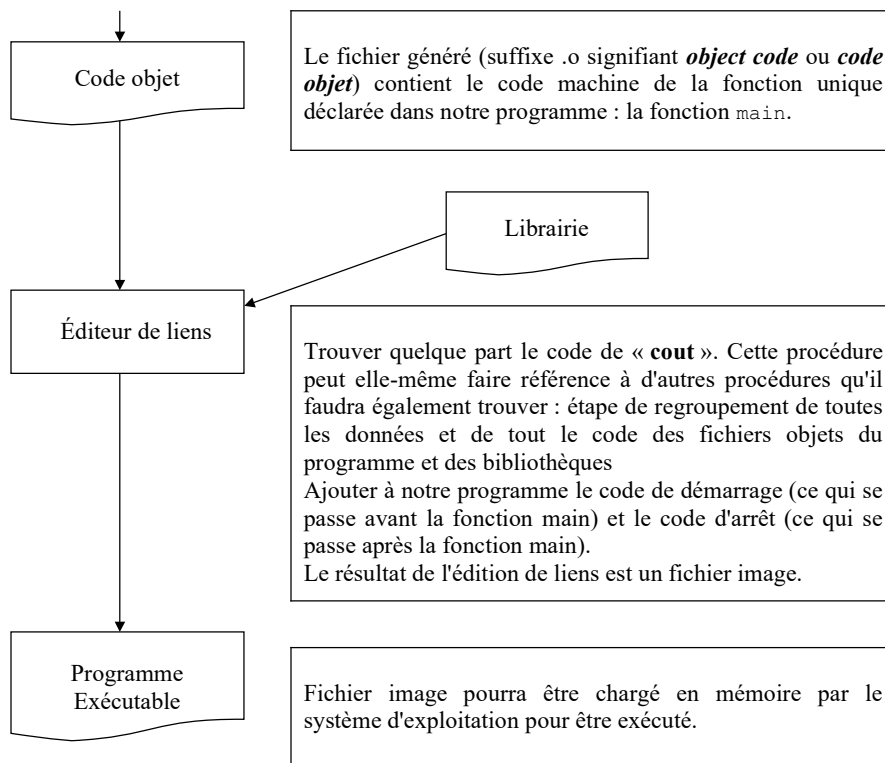 Code objet
Le fichier généré (suffixe .o signifiant object code ou code
objet) contient le code machine de la fonction unique
déclarée dans notre programme : la fonction main.
Librairie
Éditeur de liens
Trouver quelque part le code de « cout ». Cette procédure
peut elle-même faire référence à d'autres procédures qu'il
faudra également trouver : étape de regroupement de toutes
les données et de tout le code des fichiers objets du
programme et des bibliothèques
Ajouter à notre programme le code de démarrage (ce qui se
passe avant la fonction main) et le code d'arrêt (ce qui se
passe après la fonction main).
Le résultat de l'édition de liens est un fichier image.
Programme
Exécutable
Fichier image pourra être chargé en mémoire par le
système d'exploitation pour être exécuté.